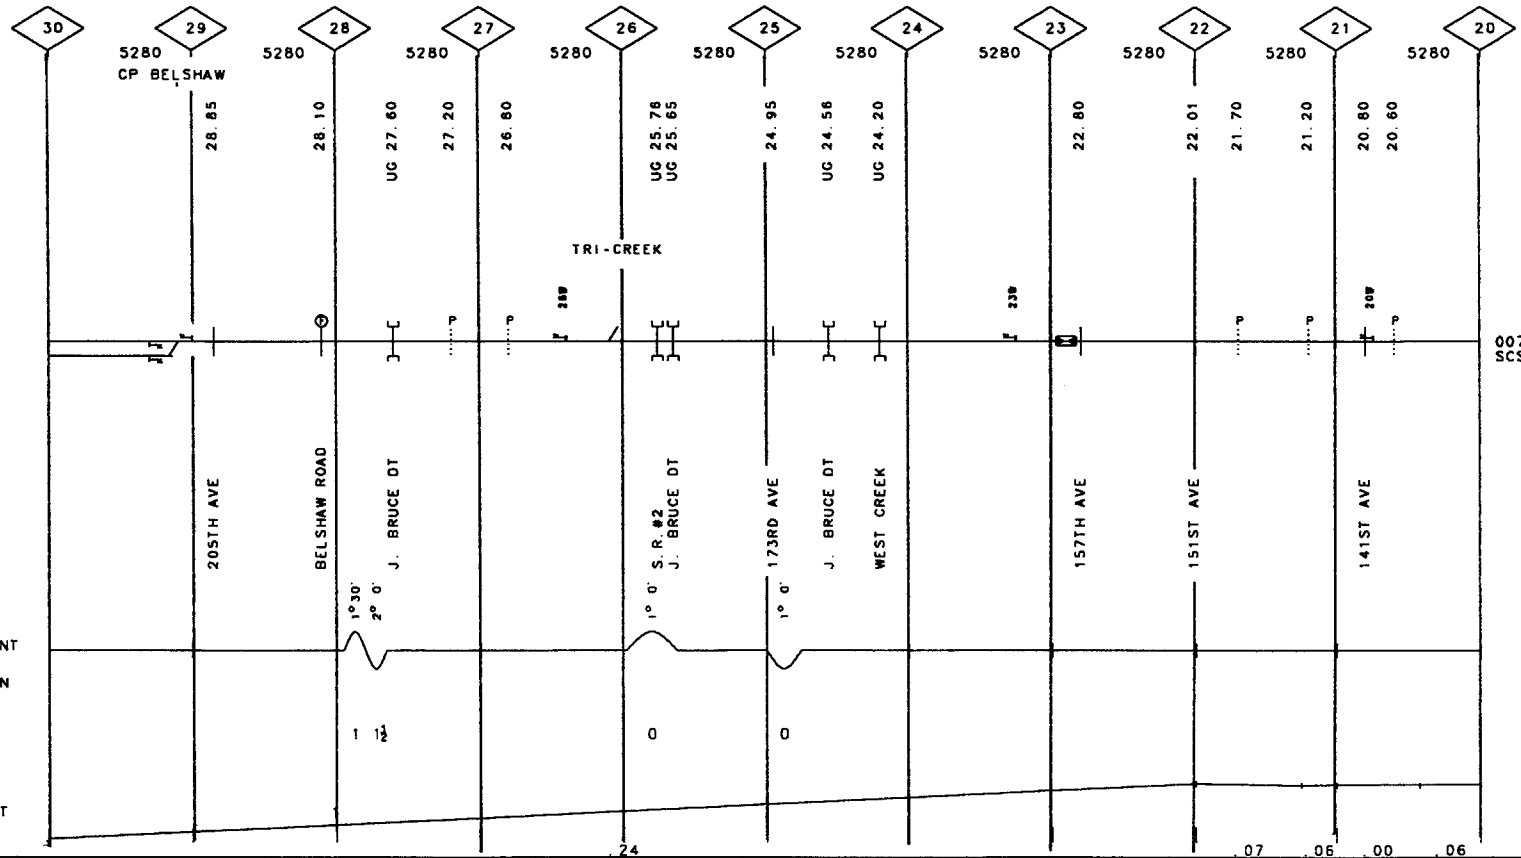 30 29 28 27 26 25 24 23 22 21 20
5280 5280 5280 5280 5280 5280 5280 5280 5280 5280
CP BELSHAW
28.85
28.10
UG 27.60
27.20
26.80
UG 25.76
UG 25.65
24.95
UG 24.56
UG 24.20
22.80
22.01
21.70
21.20
20.80
20.60
TRI-CREEK
23W
20W
P P P P P P
007
SCS
205TH AVE
BELSHAW ROAD
J. BRUCE DT
S.R. #2
J. BRUCE DT
173RD AVE
J. BRUCE DT
WEST CREEK
157TH AVE
151ST AVE
141ST AVE
1° 30'
2° 0'
1° 0'
1° 0'
NT
N
1 1½ 0 0
T
.24 .07 .06 .00 .06